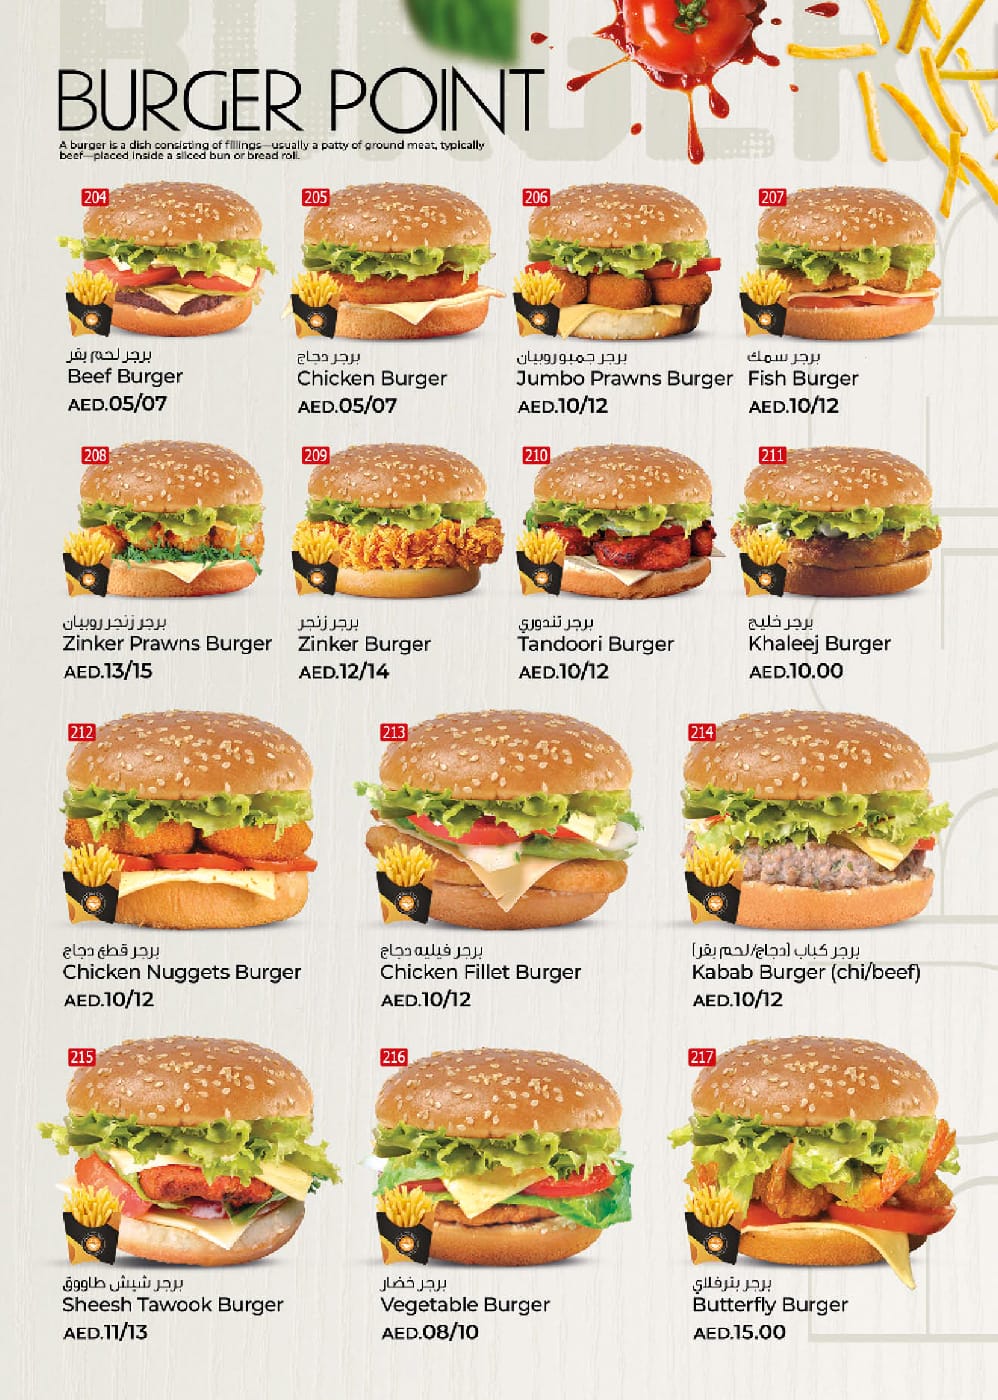 BURGER
BURGER POINT
A burger is a dish consisting of fillings—usually a patty of ground meat, typically
beef—placed inside a sliced bun or bread roll.
204
برجر لحم بقر
Beef Burger
AED.05/07
205
برجر دجاج
Chicken Burger
AED.05/07
206
برجر جمبو روبيان
Jumbo Prawns Burger
AED.10/12
207
برجر سمك
Fish Burger
AED.10/12
208
برجر زنجر روبيان
Zinker Prawns Burger
AED.13/15
209
برجر زنجر
Zinker Burger
AED.12/14
210
برجر تندوري
Tandoori Burger
AED.10/12
211
برجر خليج
Khaleej Burger
AED.10.00
212
برجر قطع دجاج
Chicken Nuggets Burger
AED.10/12
213
برجر فيليه دجاج
Chicken Fillet Burger
AED.10/12
214
برجر كباب (دجاج/لحم بقر)
Kabab Burger (chi/beef)
AED.10/12
215
برجر شيش طاووق
Sheesh Tawook Burger
AED.11/13
216
برجر خضار
Vegetable Burger
AED.08/10
217
برجر بترفلاي
Butterfly Burger
AED.15.00